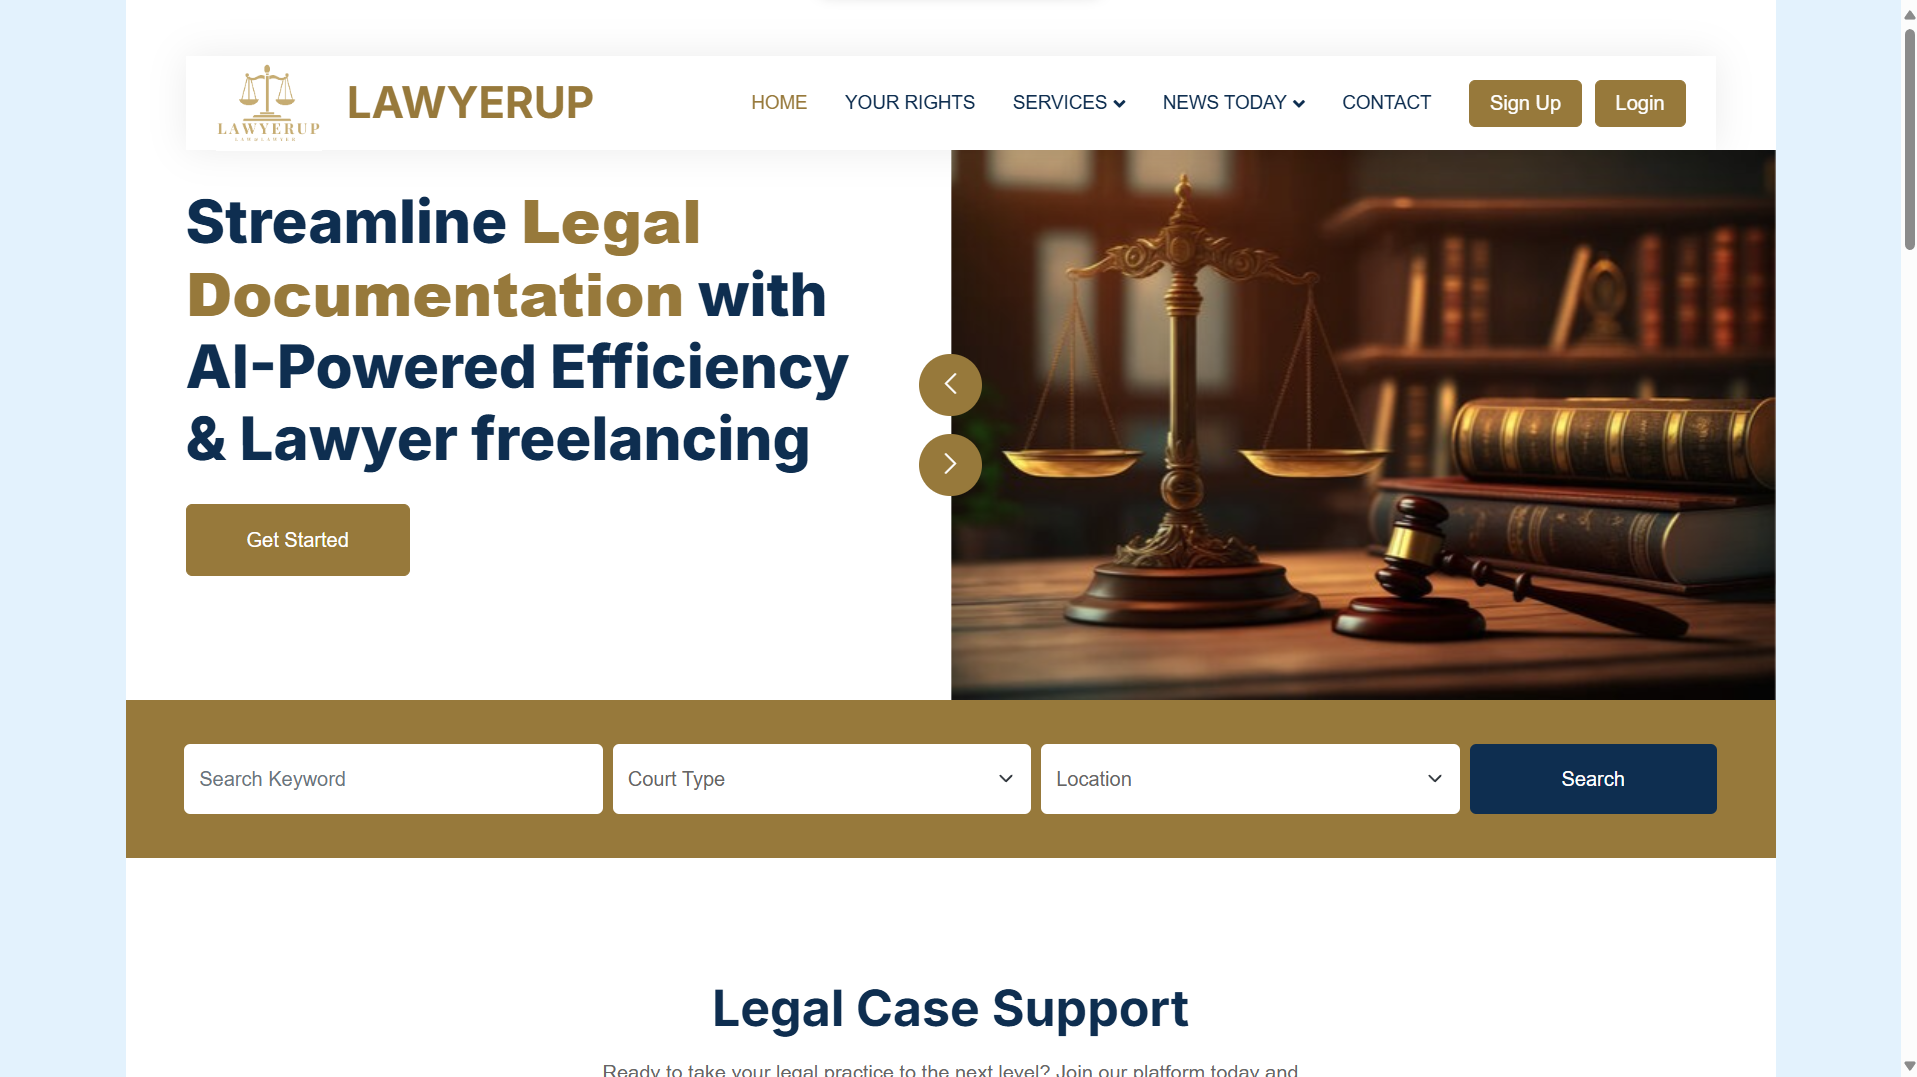 LAWYERUP
LAWYERUP
HOME
YOUR RIGHTS
SERVICES
NEWS TODAY
CONTACT
Sign Up
Login
Streamline Legal
Documentation with
AI-Powered Efficiency
& Lawyer freelancing
Get Started
Search Keyword
Court Type
Location
Search
Legal Case Support
Ready to take your legal practice to the next level? Join our platform today and